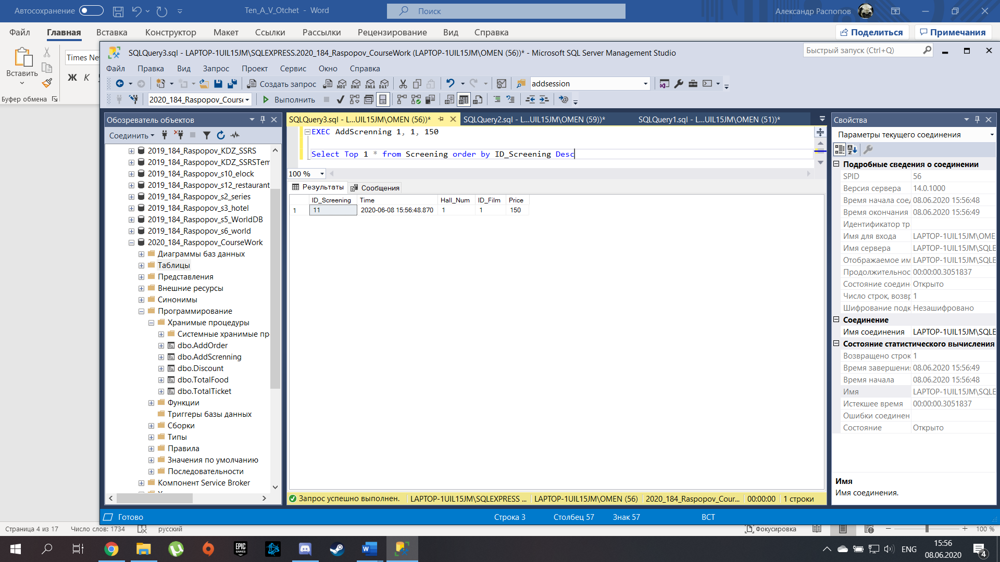 Автосохранение
Ten_A_V_Otchet - Word
Поиск
Александр Распопов
Файл Главная Вставка Конструктор Макет Ссылки Рассылки Рецензирование Вид Справка
Поделиться
Примечания
Вставить
Times Ne
Ж К
Буфер обмена
SQLQuery3.sql - LAPTOP-1UIL15JM\SQLEXPRESS.2020_184_Raspopov_CourseWork (LAPTOP-1UIL15JM\OMEN (56))* - Microsoft SQL Server Management Studio
Быстрый запуск (Ctrl+Q)
Файл Правка Вид Запрос Проект Сервис Окно Справка
Создать запрос
MDX DMX XMLA DAX
addsession
2020_184_Raspopov_Course
Выполнить
Обозреватель объектов
Соединить
2019_184_Raspopov_KDZ_SSRS
2019_184_Raspopov_KDZ_SSRSTem
2019_184_Raspopov_s10_elock
2019_184_Raspopov_s12_restaurant
2019_184_Raspopov_s2_series
2019_184_Raspopov_s3_hotel
2019_184_Raspopov_s5_WorldDB
2019_184_Raspopov_s6_world
2020_184_Raspopov_CourseWork
Диаграммы баз данных
Таблицы
Представления
Внешние ресурсы
Синонимы
Программирование
Хранимые процедуры
Системные хранимые пр
dbo.AddOrder
dbo.AddScrenning
dbo.Discount
dbo.TotalFood
dbo.TotalTicket
Функции
Триггеры базы данных
Сборки
Типы
Правила
Значения по умолчанию
Последовательности
Компонент Service Broker
SQLQuery3.sql - L...UIL15JM\OMEN (56))*
SQLQuery2.sql - L...UIL15JM\OMEN (59))*
SQLQuery1.sql - L...UIL15JM\OMEN (51))*
EXEC AddScrenning 1, 1, 150
Select Top 1 * from Screening order by ID_Screening Desc
100 %
Результаты
Сообщения
ID_Screening Time Hall_Num ID_Film Price
1 11 2020-06-08 15:56:48.870 1 1 150
Запрос успешно выполнен.
LAPTOP-1UIL15JM\SQLEXPRESS ...
LAPTOP-1UIL15JM\OMEN (56)
2020_184_Raspopov_Cour...
00:00:00
1 строки
Свойства
Параметры текущего соединения
Подробные сведения о соединении
SPID 56
Версия сервера 14.0.1000
Время начала соед 08.06.2020 15:56:48
Время окончания 08.06.2020 15:56:49
Идентификатор тр
Имя для входа LAPTOP-1UIL15JM\OME
Имя сервера LAPTOP-1UIL15JM\SQLE
Отображаемое им LAPTOP-1UIL15JM\SQLE
Продолжительнос 00:00:00.3051837
Состояние соедин Открыто
Число строк, возвр 1
Шифрование подк Незашифровано
Соединение
Имя соединения LAPTOP-1UIL15JM\SQLE
Состояние статистического вычисления
Возвращено строк 1
Время завершени 08.06.2020 15:56:49
Время начала 08.06.2020 15:56:48
Имя LAPTOP-1UIL15JM\SQLE
Истекшее время 00:00:00.3051837
Ошибки соединен
Состояние Открыто
Имя
Имя соединения.
Готово
Строка 3
Столбец 57
Знак 57
ВСТ
Страница 4 из 17
Число слов: 1734
русский
Фокусировка
100 %
EPIC GAMES
ENG
15:56
08.06.2020
4